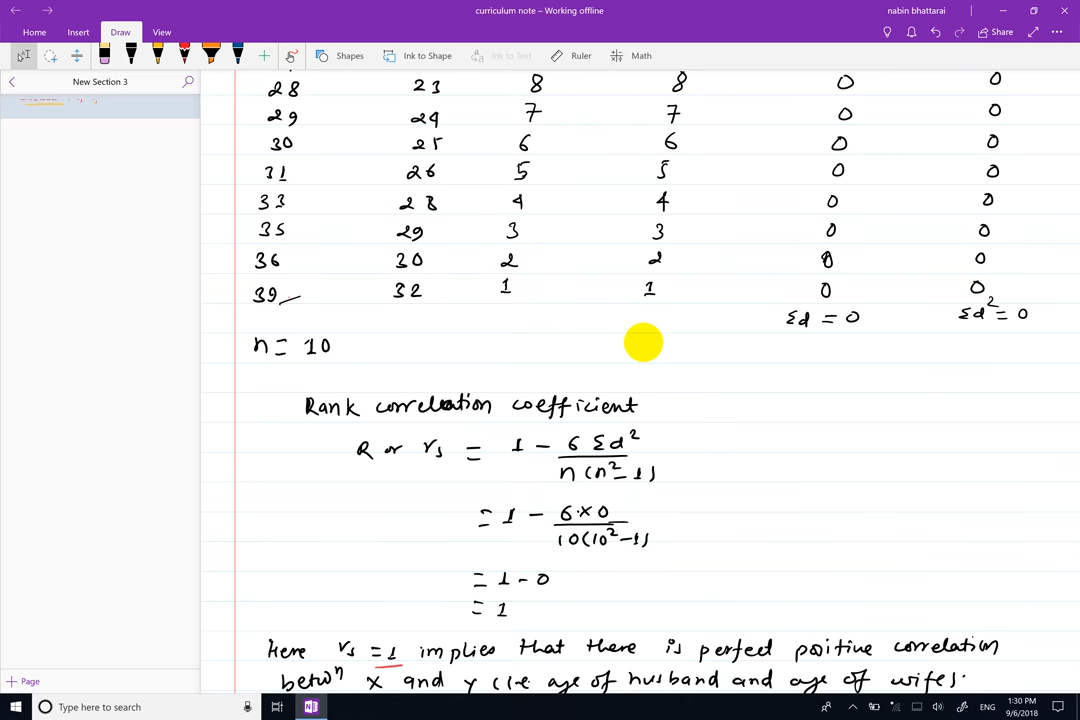 curriculum note – Working offline
nabin bhattarai
Home Insert Draw View
Share
Shapes Ink to Shape Ink to Text Ruler Math
New Section 3
28 23 8 8 0 0
29 24 7 7 0 0
30 25 6 6 0 0
31 26 5 5 0 0
33 28 4 4 0 0
35 29 3 3 0 0
36 30 2 2 0 0
39 32 1 1 0 0
Σd = 0 Σd² = 0
n = 10
Rank correlation coefficient
R or rs = 1 - 6 Σd² / n(n²-1)
= 1 - 6×0 / 10(10²-1)
= 1 - 0
= 1
Here rs = 1 implies that there is perfect positive correlation
betwⁿ x and y (i.e age of husband and age of wifes.
+ Page
Type here to search
ENG
1:30 PM
9/6/2018